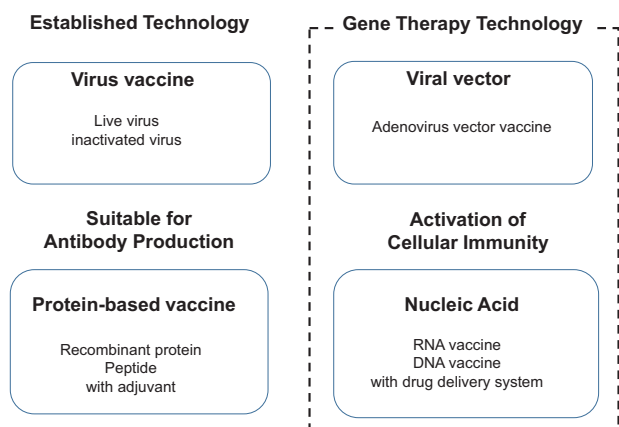 Established Technology
Virus vaccine
Live virus
inactivated virus
Suitable for
Antibody Production
Protein-based vaccine
Recombinant protein
Peptide
with adjuvant
Gene Therapy Technology
Viral vector
Adenovirus vector vaccine
Activation of
Cellular Immunity
Nucleic Acid
RNA vaccine
DNA vaccine
with drug delivery system